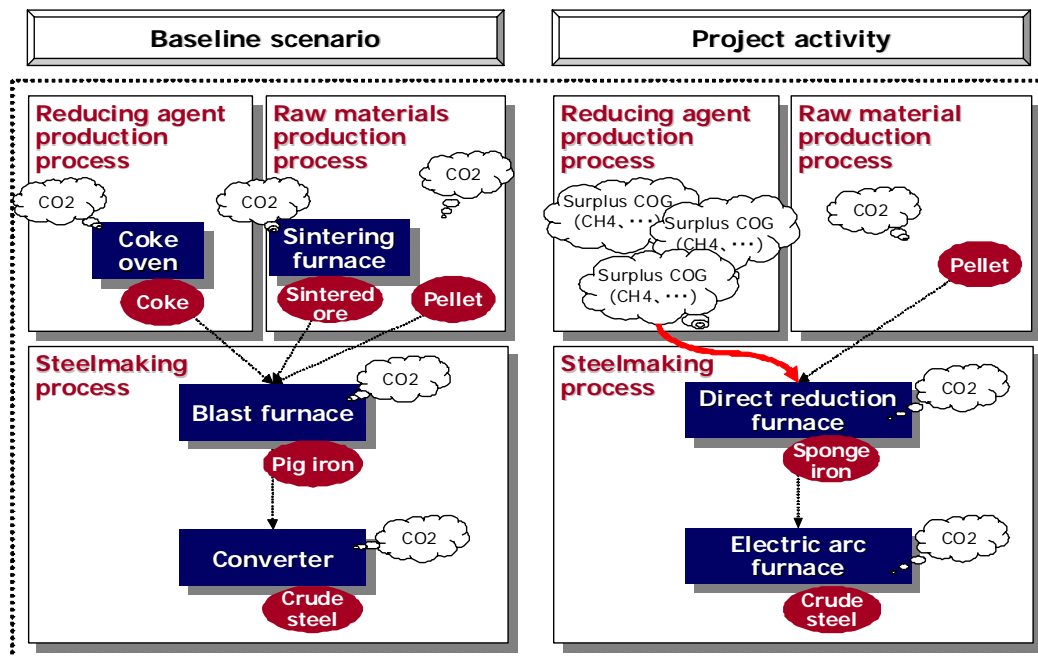 Baseline scenario
Project activity
Reducing agent
production
process
Raw materials
production
process
CO2
CO2
CO2
Coke
oven
Sintering
furnace
Coke
Sintered
ore
Pellet
Steelmaking
process
CO2
Blast furnace
Pig iron
CO2
Converter
Crude
steel
Reducing agent
production
process
Raw material
production
process
Surplus COG
(CH4、···)
Surplus COG
(CH4、···)
Surplus COG
(CH4、···)
CO2
Pellet
Steelmaking
process
CO2
Direct reduction
furnace
Sponge
iron
CO2
Electric arc
furnace
Crude
steel